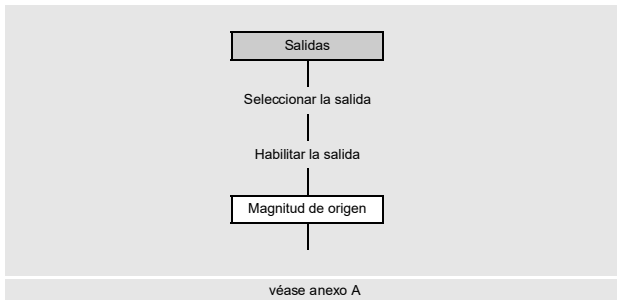 Salidas
Seleccionar la salida
Habilitar la salida
Magnitud de origen
véase anexo A